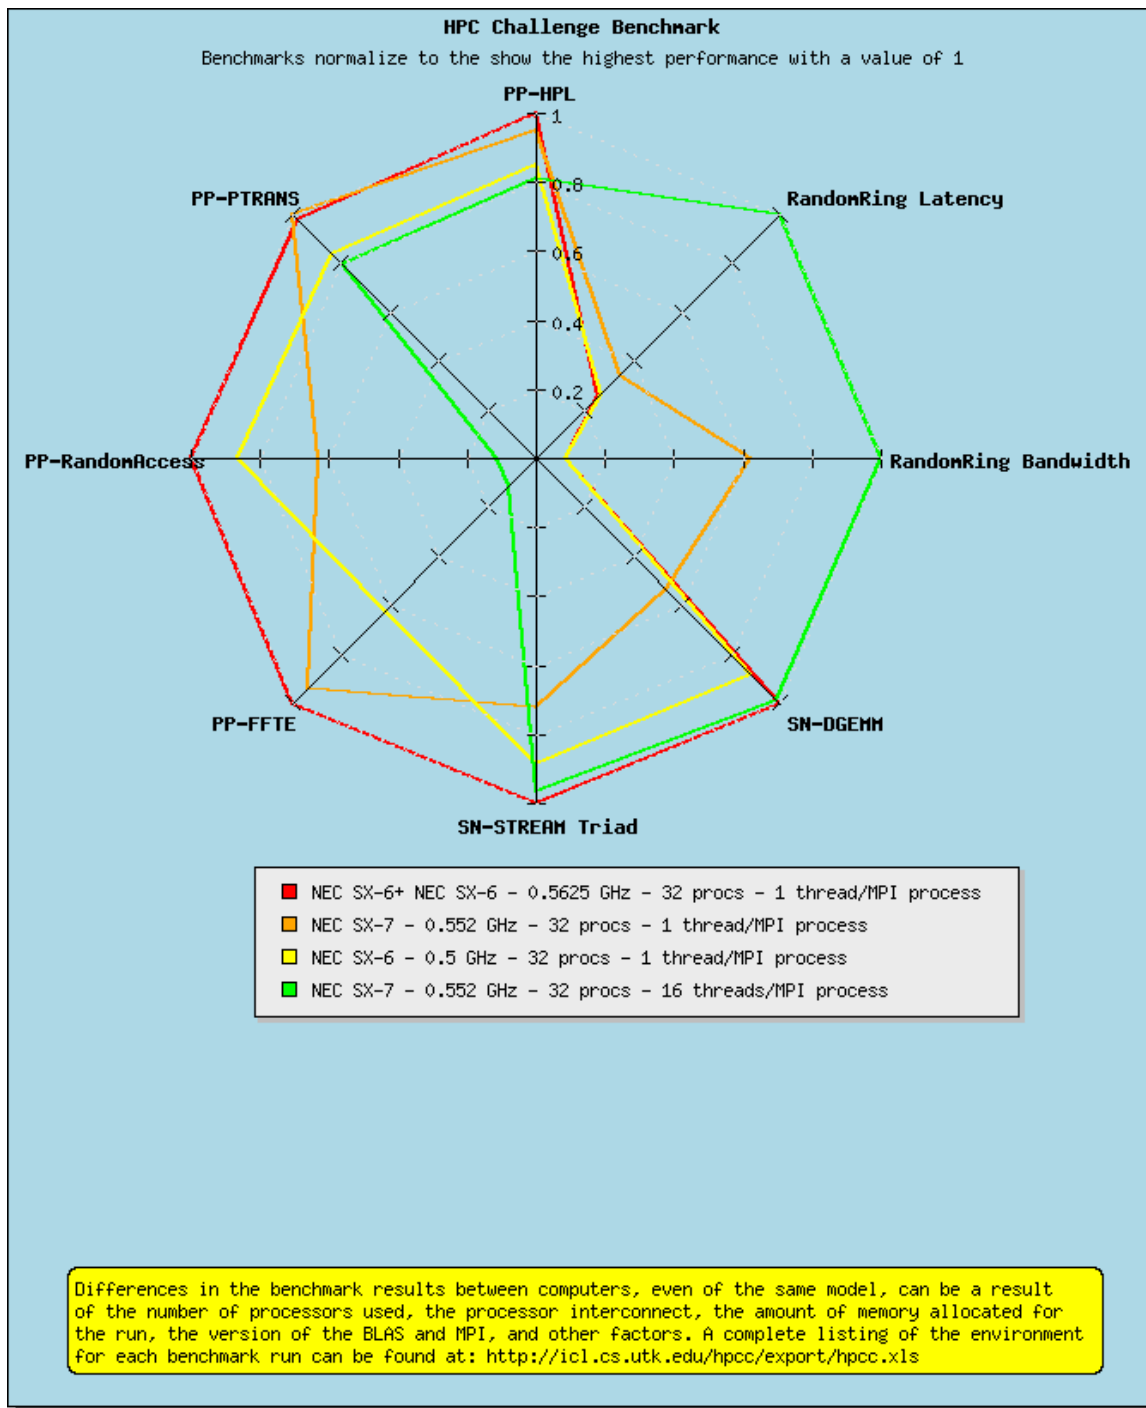 HPC Challenge Benchmark
Benchmarks normalize to the show the highest performance with a value of 1
PP-HPL
1
PP-PTRANS
0.8
RandomRing Latency
0.6
0.4
0.2
PP-RandomAccess
RandomRing Bandwidth
PP-FFTE
SN-DGEMM
SN-STREAM Triad
NEC SX-6+ NEC SX-6 - 0.5625 GHz - 32 procs - 1 thread/MPI process
NEC SX-7 - 0.552 GHz - 32 procs - 1 thread/MPI process
NEC SX-6 - 0.5 GHz - 32 procs - 1 thread/MPI process
NEC SX-7 - 0.552 GHz - 32 procs - 16 threads/MPI process
Differences in the benchmark results between computers, even of the same model, can be a result
of the number of processors used, the processor interconnect, the amount of memory allocated for
the run, the version of the BLAS and MPI, and other factors. A complete listing of the environment
for each benchmark run can be found at: http://icl.cs.utk.edu/hpcc/export/hpcc.xls